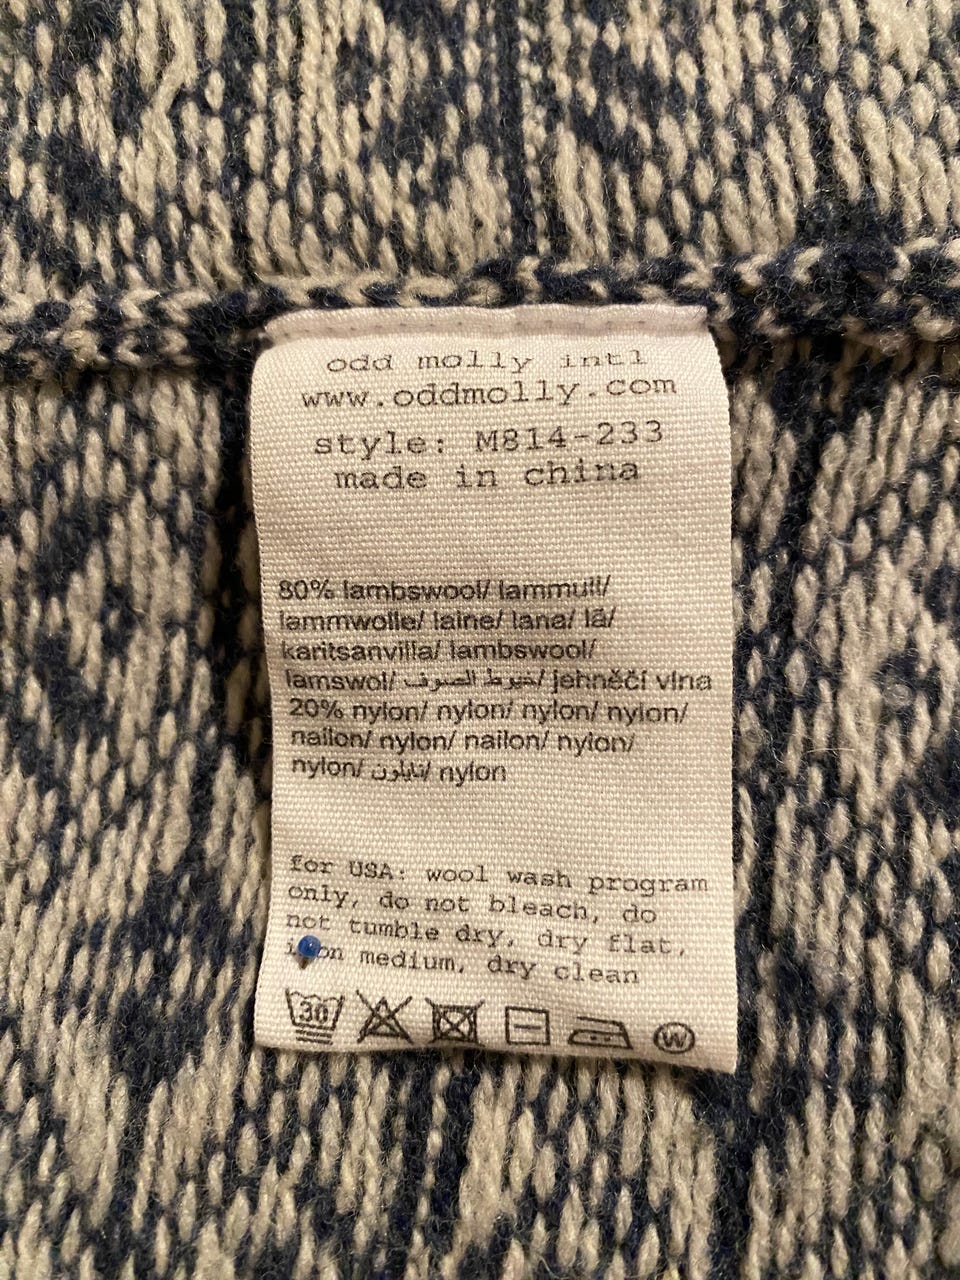 odd molly intl
www.oddmolly.com
style: M814-233
made in china
80% lambswool/ lammull/
lammwolle/ laine/ lana/ lã/
karitsanvilla/ lambswool/
lamswol/ خيوط الصوف/ jehněčí vlna
20% nylon/ nylon/ nylon/ nylon/
nailon/ nylon/ nailon/ nylon/
nylon/ نايلون/ nylon
for USA: wool wash program
only, do not bleach, do
not tumble dry, dry flat,
iron medium, dry clean
30 W